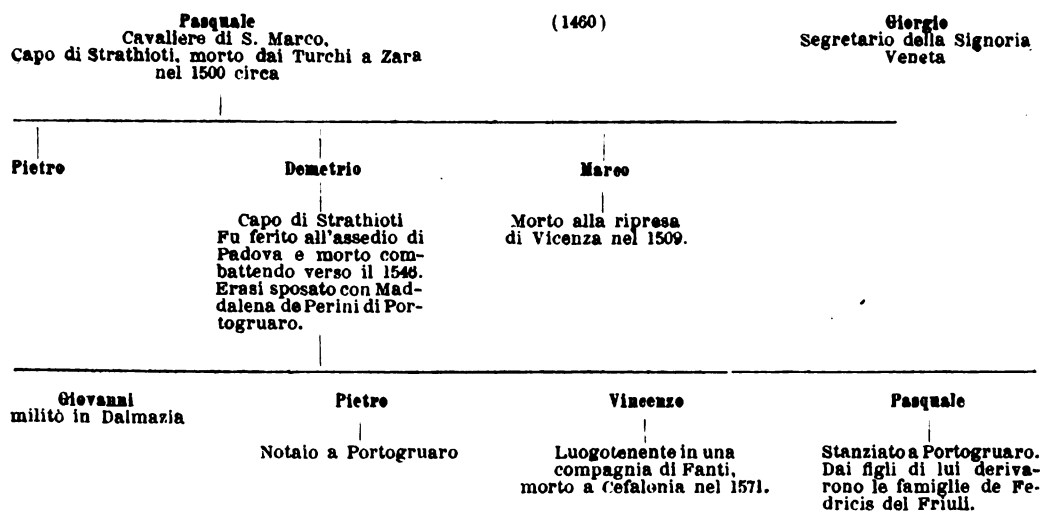 Pasquale
Cavaliere di S. Marco,
Capo di Strathioti, morto dai Turchi a Zara
nel 1500 circa
(1460)
Giorgio
Segretario della Signoria
Veneta
Pietro
Demetrio
Marco
Capo di Strathioti
Fu ferito all'assedio di
Padova e morto com-
battendo verso il 1546.
Erasi sposato con Mad-
dalena de Perini di Por-
togruaro.
Morto alla ripresa
di Vicenza nel 1509.
Giovanni
militò in Dalmazia
Pietro
Notaio a Portogruaro
Vincenzo
Luogotenente in una
compagnia di Fanti,
morto a Cefalonia nel 1571.
Pasquale
Stanziato a Portogruaro.
Dai figli di lui deriva-
rono le famiglie de Fe-
dricis del Friuli.